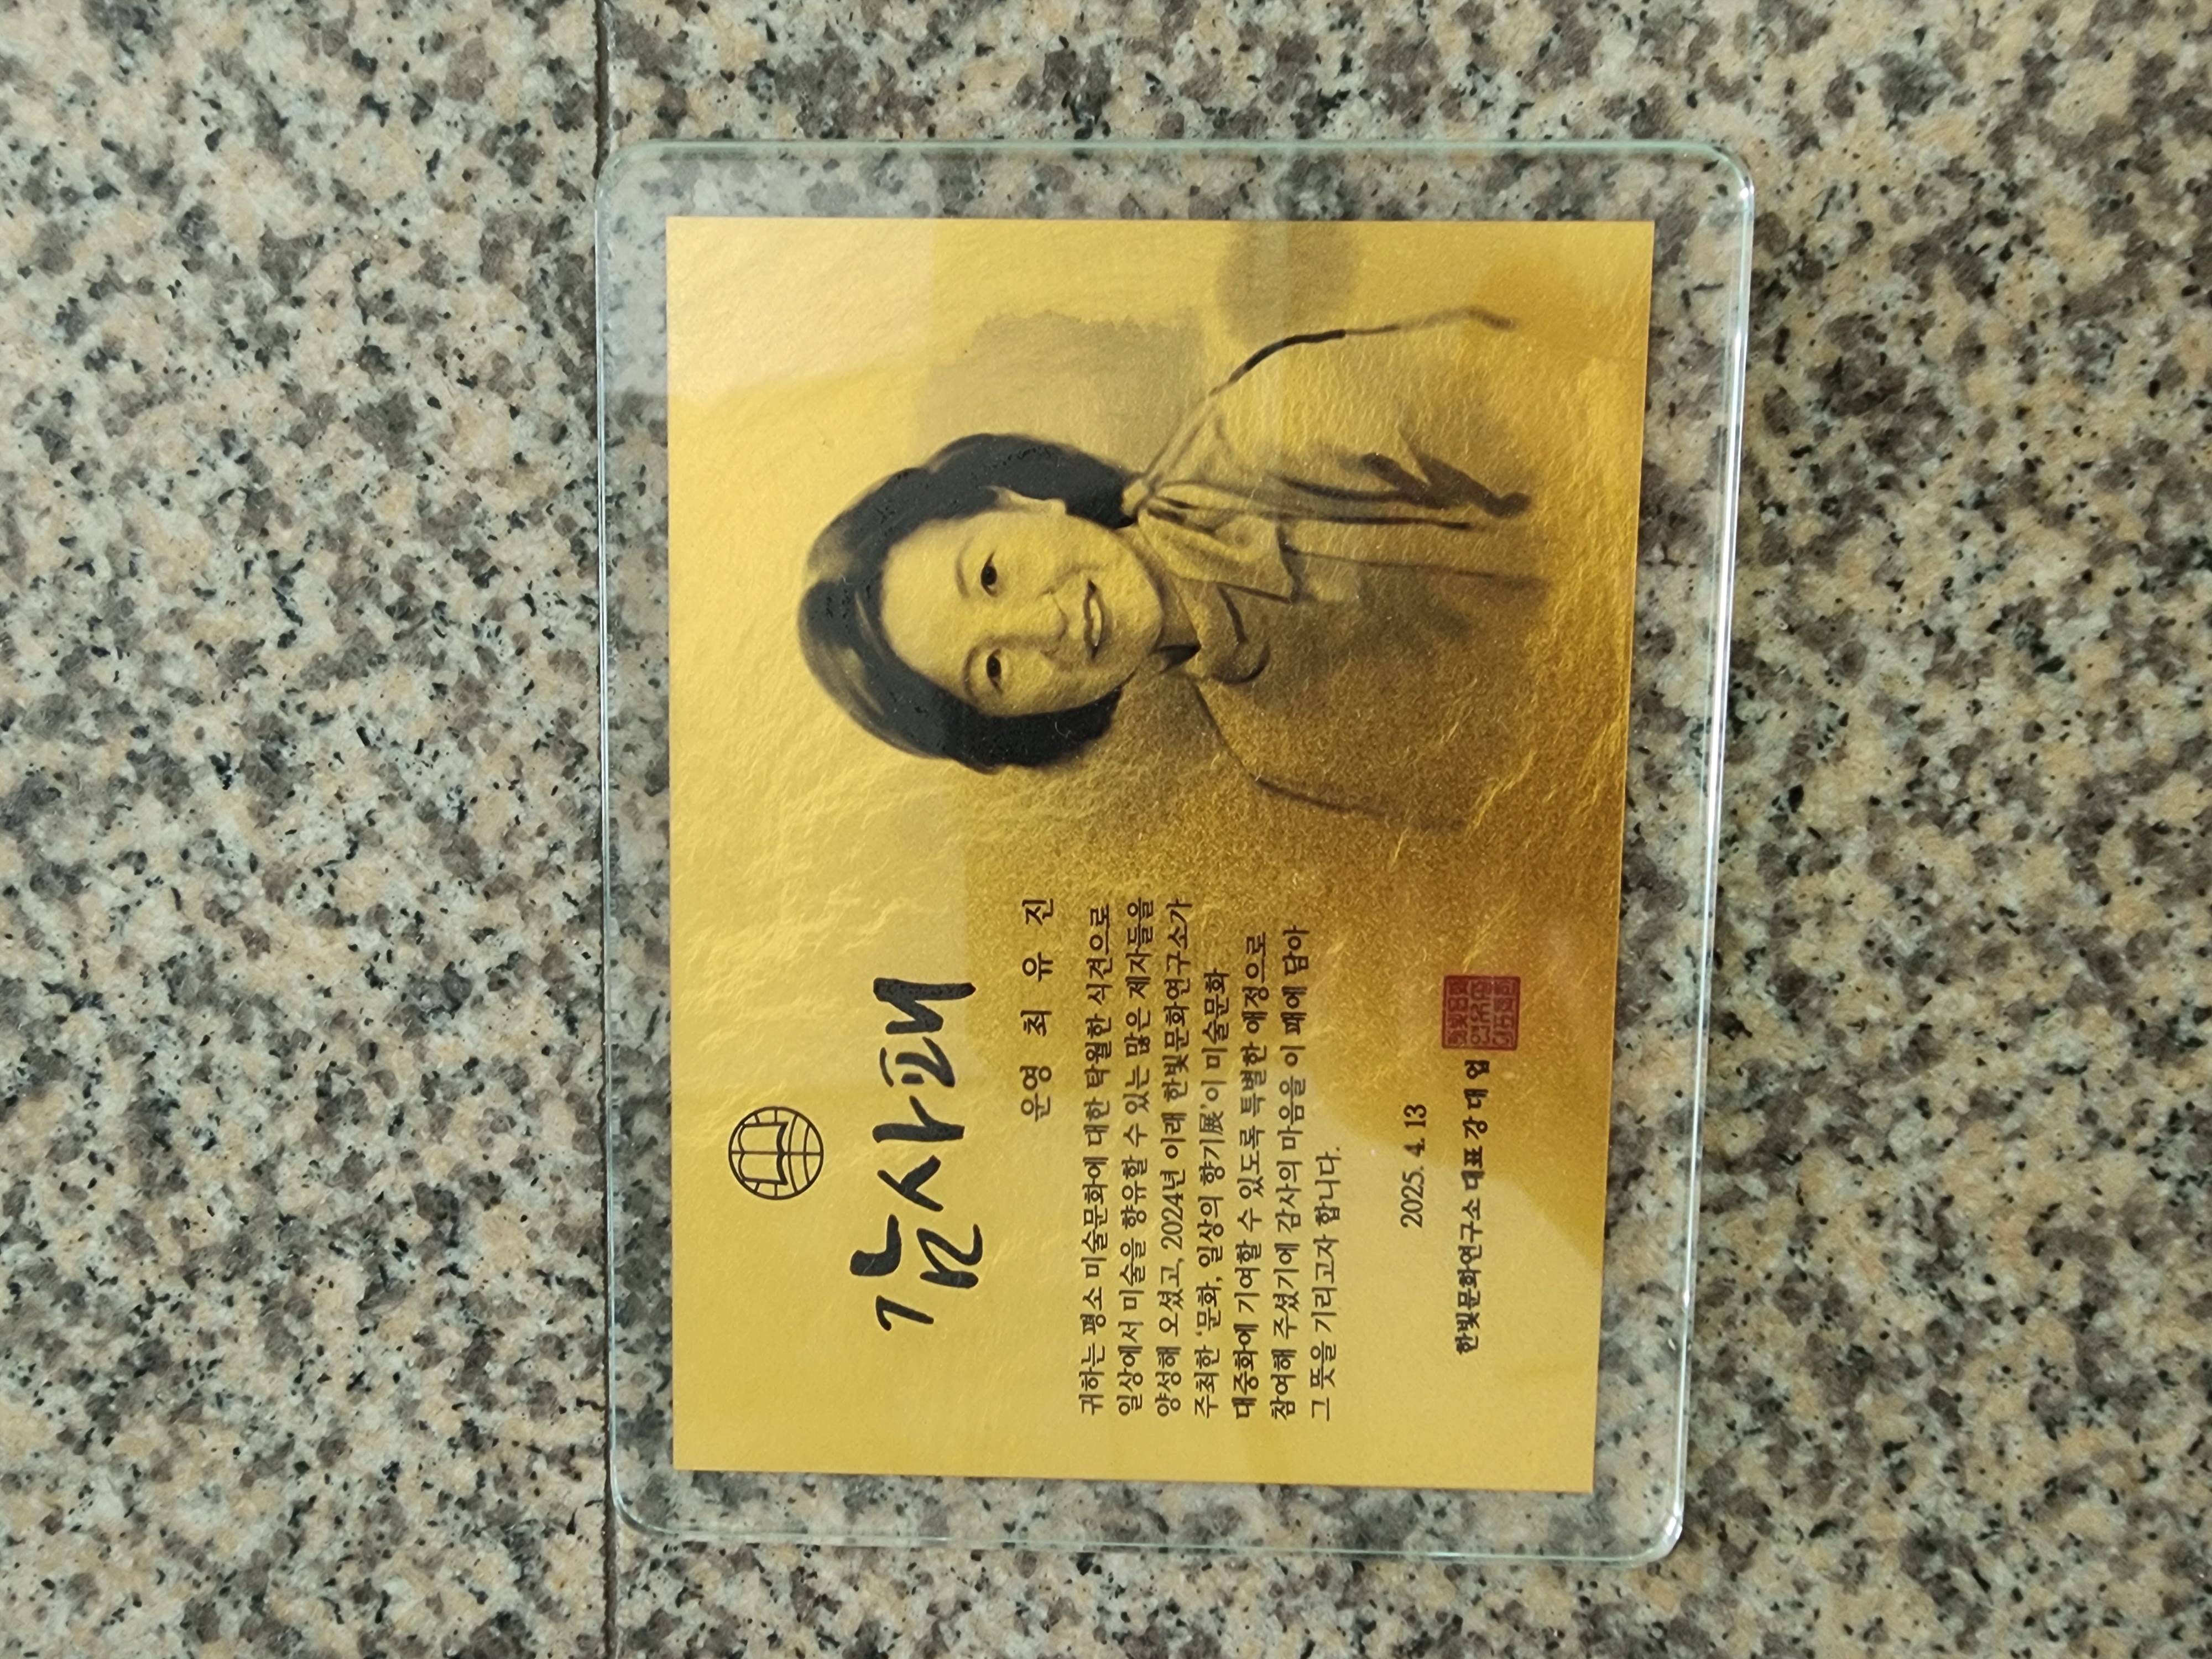 감사패
운영 최 유 진
귀하는 평소 미술문화에 대한 탁월한 식견으로
일상에서 미술을 향유할 수 있는 많은 제자들을
양성해 오셨고, 2024년 이래 한빛문화연구소가
주최한 '문화, 일상의 향기展'이 미술문화
대중화에 기여할 수 있도록 특별한 애정으로
참여해 주셨기에 감사의 마음을 이 패에 담아
그 뜻을 기리고자 합니다.
2025. 4. 13
한빛문화연구소 대표 강 대 업